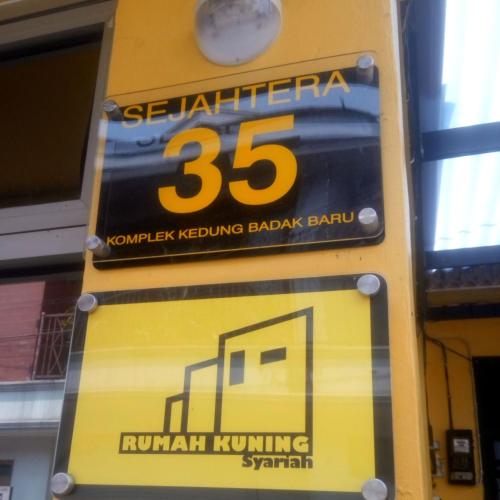 SEJAHTERA
35
KOMPLEK KEDUNG BADAK BARU
RUMAH KUNING
Syariah